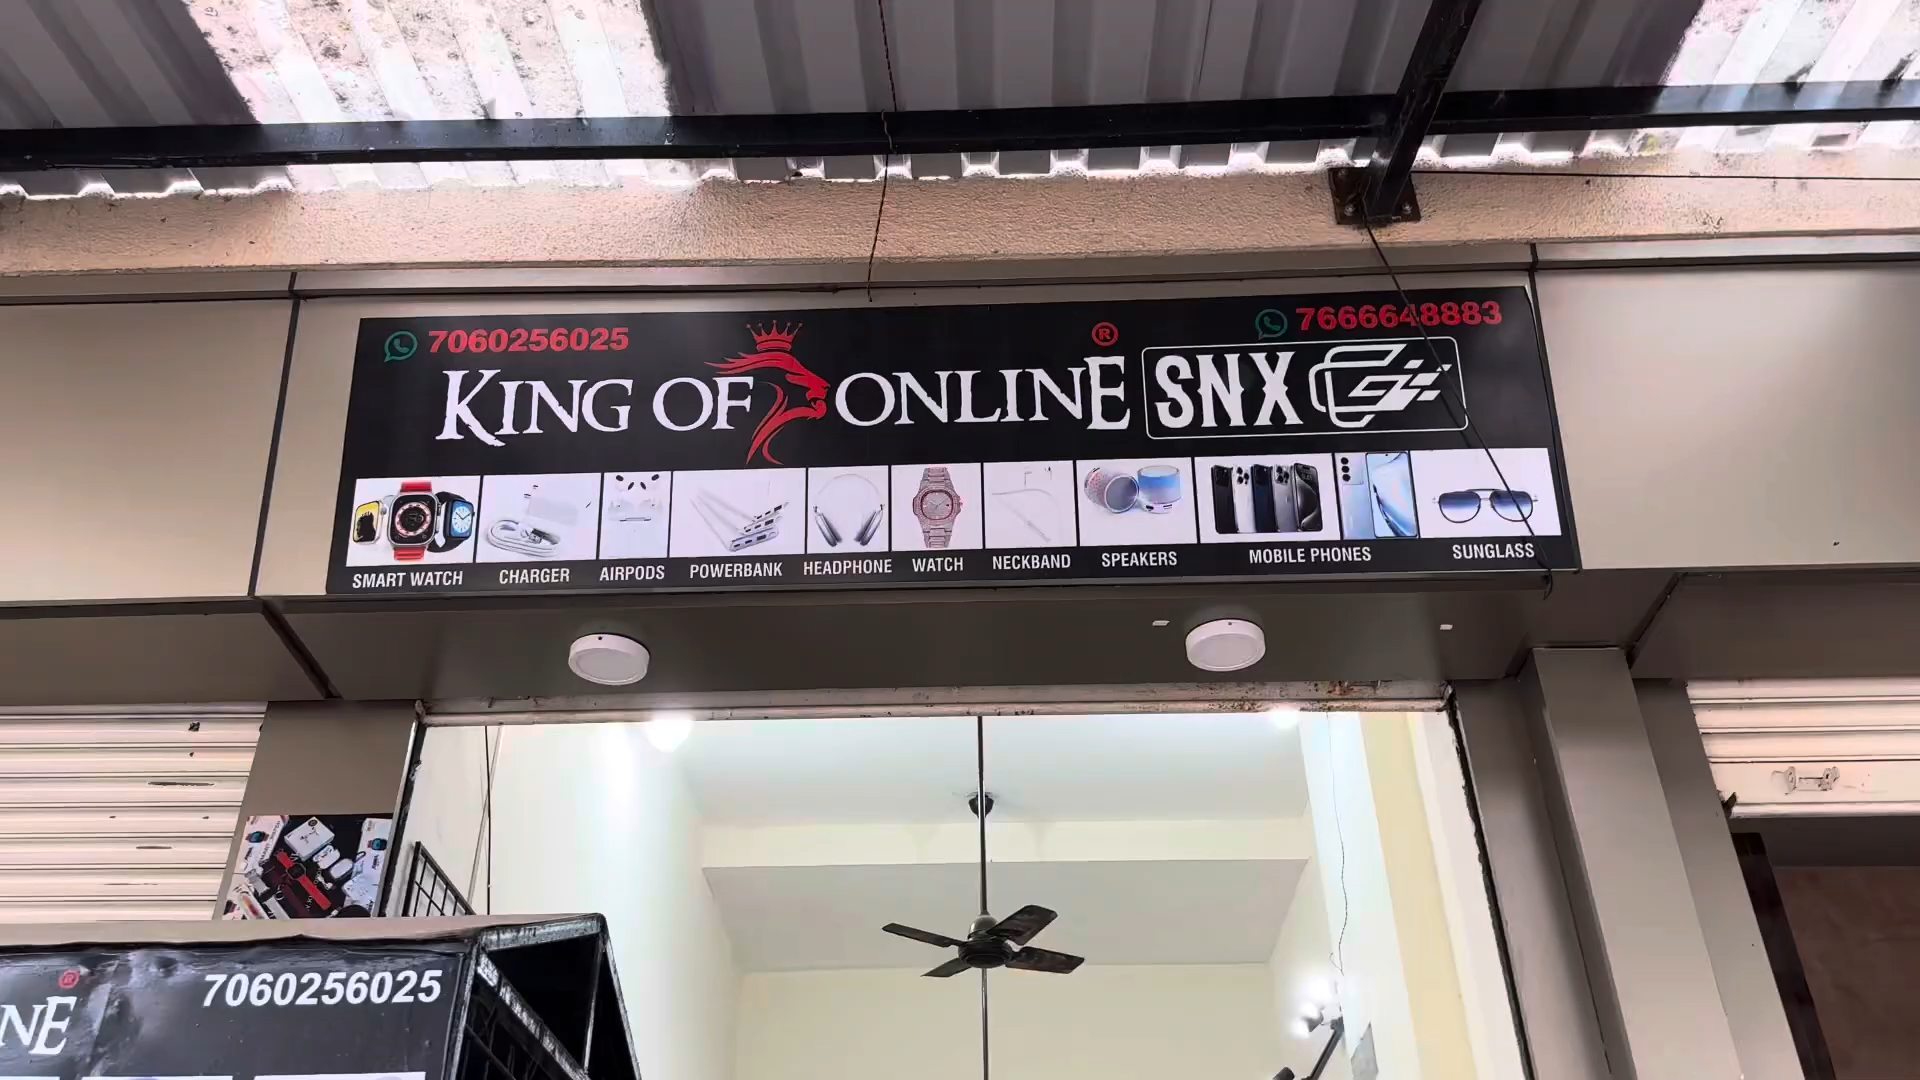 7060256025
7666648883
KING OF ONLINE ® SNX
SMART WATCH
CHARGER
AIRPODS
POWERBANK
HEADPHONE
WATCH
NECKBAND
SPEAKERS
MOBILE PHONES
SUNGLASS
NE ®
7060256025